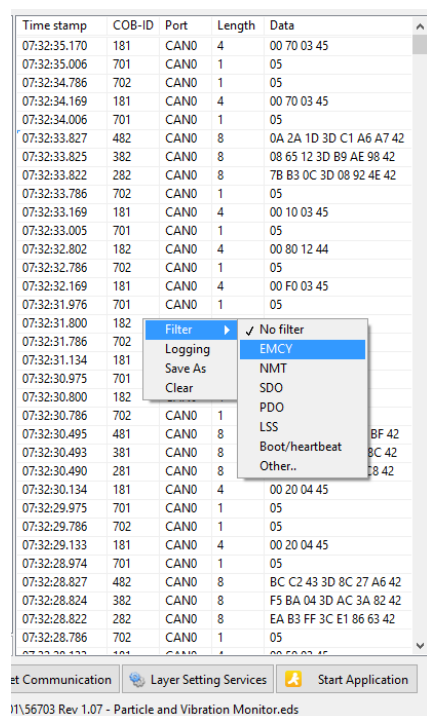 Time stamp COB-ID Port Length Data
07:32:35.170 181 CAN0 4 00 70 03 45
07:32:35.006 701 CAN0 1 05
07:32:34.786 702 CAN0 1 05
07:32:34.169 181 CAN0 4 00 70 03 45
07:32:34.006 701 CAN0 1 05
07:32:33.827 482 CAN0 8 0A 2A 1D 3D C1 A6 A7 42
07:32:33.825 382 CAN0 8 08 65 12 3D B9 AE 98 42
07:32:33.822 282 CAN0 8 7B B3 0C 3D 08 92 4E 42
07:32:33.786 702 CAN0 1 05
07:32:33.169 181 CAN0 4 00 10 03 45
07:32:33.005 701 CAN0 1 05
07:32:32.802 182 CAN0 4 00 80 12 44
07:32:32.786 702 CAN0 1 05
07:32:32.169 181 CAN0 4 00 F0 03 45
07:32:31.976 701 CAN0 1 05
07:32:31.800 182 Filter ✓ No filter
07:32:31.786 702 Logging EMCY
07:32:31.134 181 Save As NMT
07:32:30.975 701 Clear SDO
07:32:30.800 182 PDO
07:32:30.786 702 CAN0 1 LSS
07:32:30.495 481 CAN0 8 Boot/heartbeat BF 42
07:32:30.493 381 CAN0 8 Other.. 8C 42
07:32:30.490 281 CAN0 8 C8 42
07:32:30.134 181 CAN0 4 00 20 04 45
07:32:29.975 701 CAN0 1 05
07:32:29.786 702 CAN0 1 05
07:32:29.133 181 CAN0 4 00 20 04 45
07:32:28.974 701 CAN0 1 05
07:32:28.827 482 CAN0 8 BC C2 43 3D 8C 27 A6 42
07:32:28.824 382 CAN0 8 F5 BA 04 3D AC 3A 82 42
07:32:28.822 282 CAN0 8 EA B3 FF 3C E1 86 63 42
07:32:28.786 702 CAN0 1 05
et Communication Layer Setting Services Start Application
01\56703 Rev 1.07 - Particle and Vibration Monitor.eds